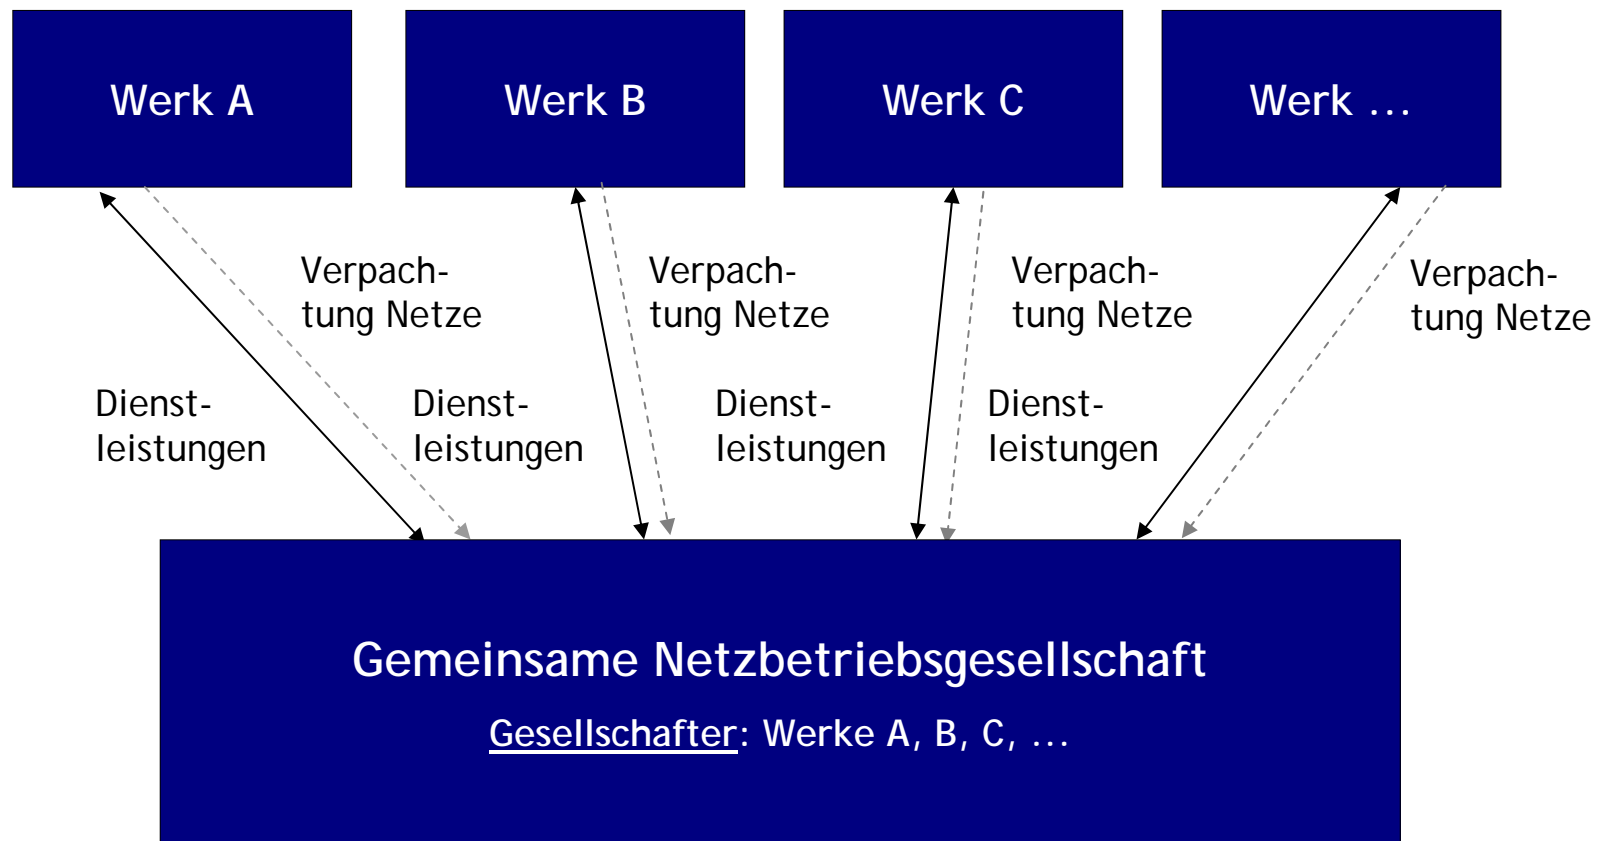 Werk A
Werk B
Werk C
Werk ...
Verpach-
tung Netze
Verpach-
tung Netze
Verpach-
tung Netze
Verpach-
tung Netze
Dienst-
leistungen
Dienst-
leistungen
Dienst-
leistungen
Dienst-
leistungen
Gemeinsame Netzbetriebsgesellschaft
Gesellschafter: Werke A, B, C, ...